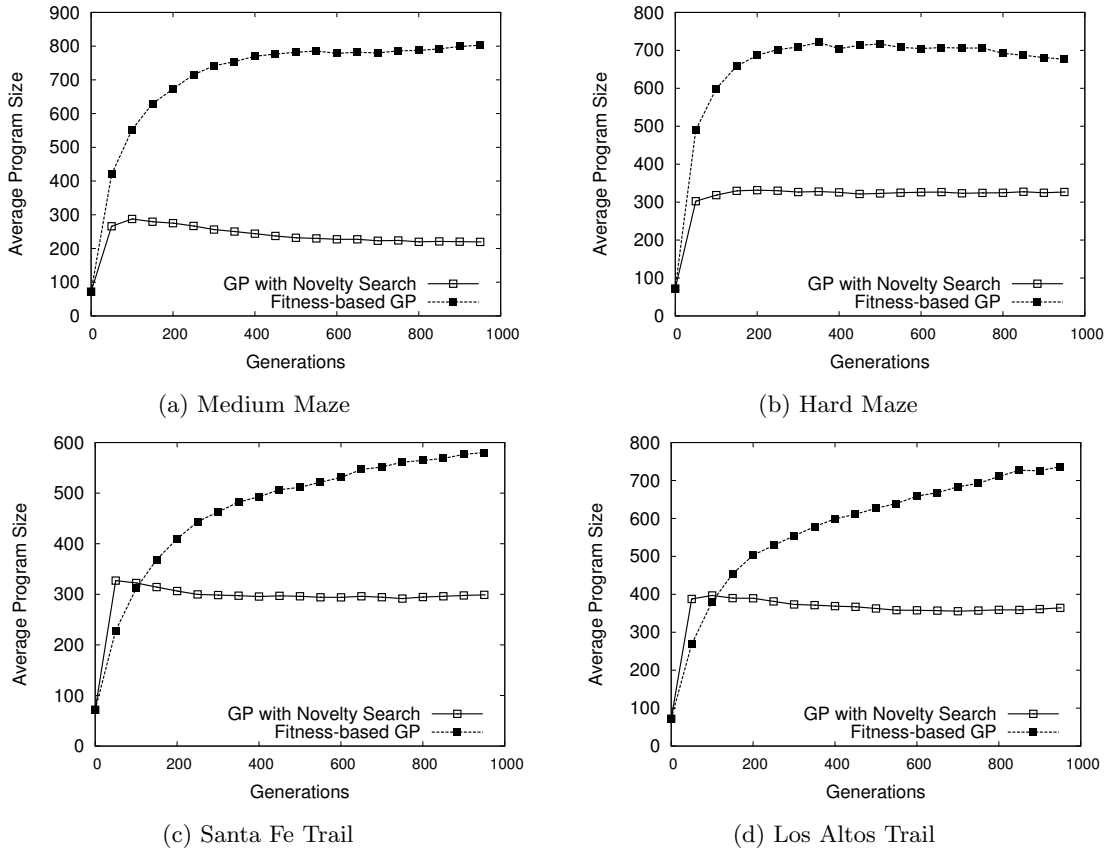 900
800
700
600
500
400
300
200
100
0
Average Program Size
GP with Novelty Search
Fitness-based GP
0 200 400 600 800 1000
Generations
(a) Medium Maze
800
700
600
500
400
300
200
100
0
Average Program Size
GP with Novelty Search
Fitness-based GP
0 200 400 600 800 1000
Generations
(b) Hard Maze
600
500
400
300
200
100
0
Average Program Size
GP with Novelty Search
Fitness-based GP
0 200 400 600 800 1000
Generations
(c) Santa Fe Trail
800
700
600
500
400
300
200
100
0
Average Program Size
GP with Novelty Search
Fitness-based GP
0 200 400 600 800 1000
Generations
(d) Los Altos Trail